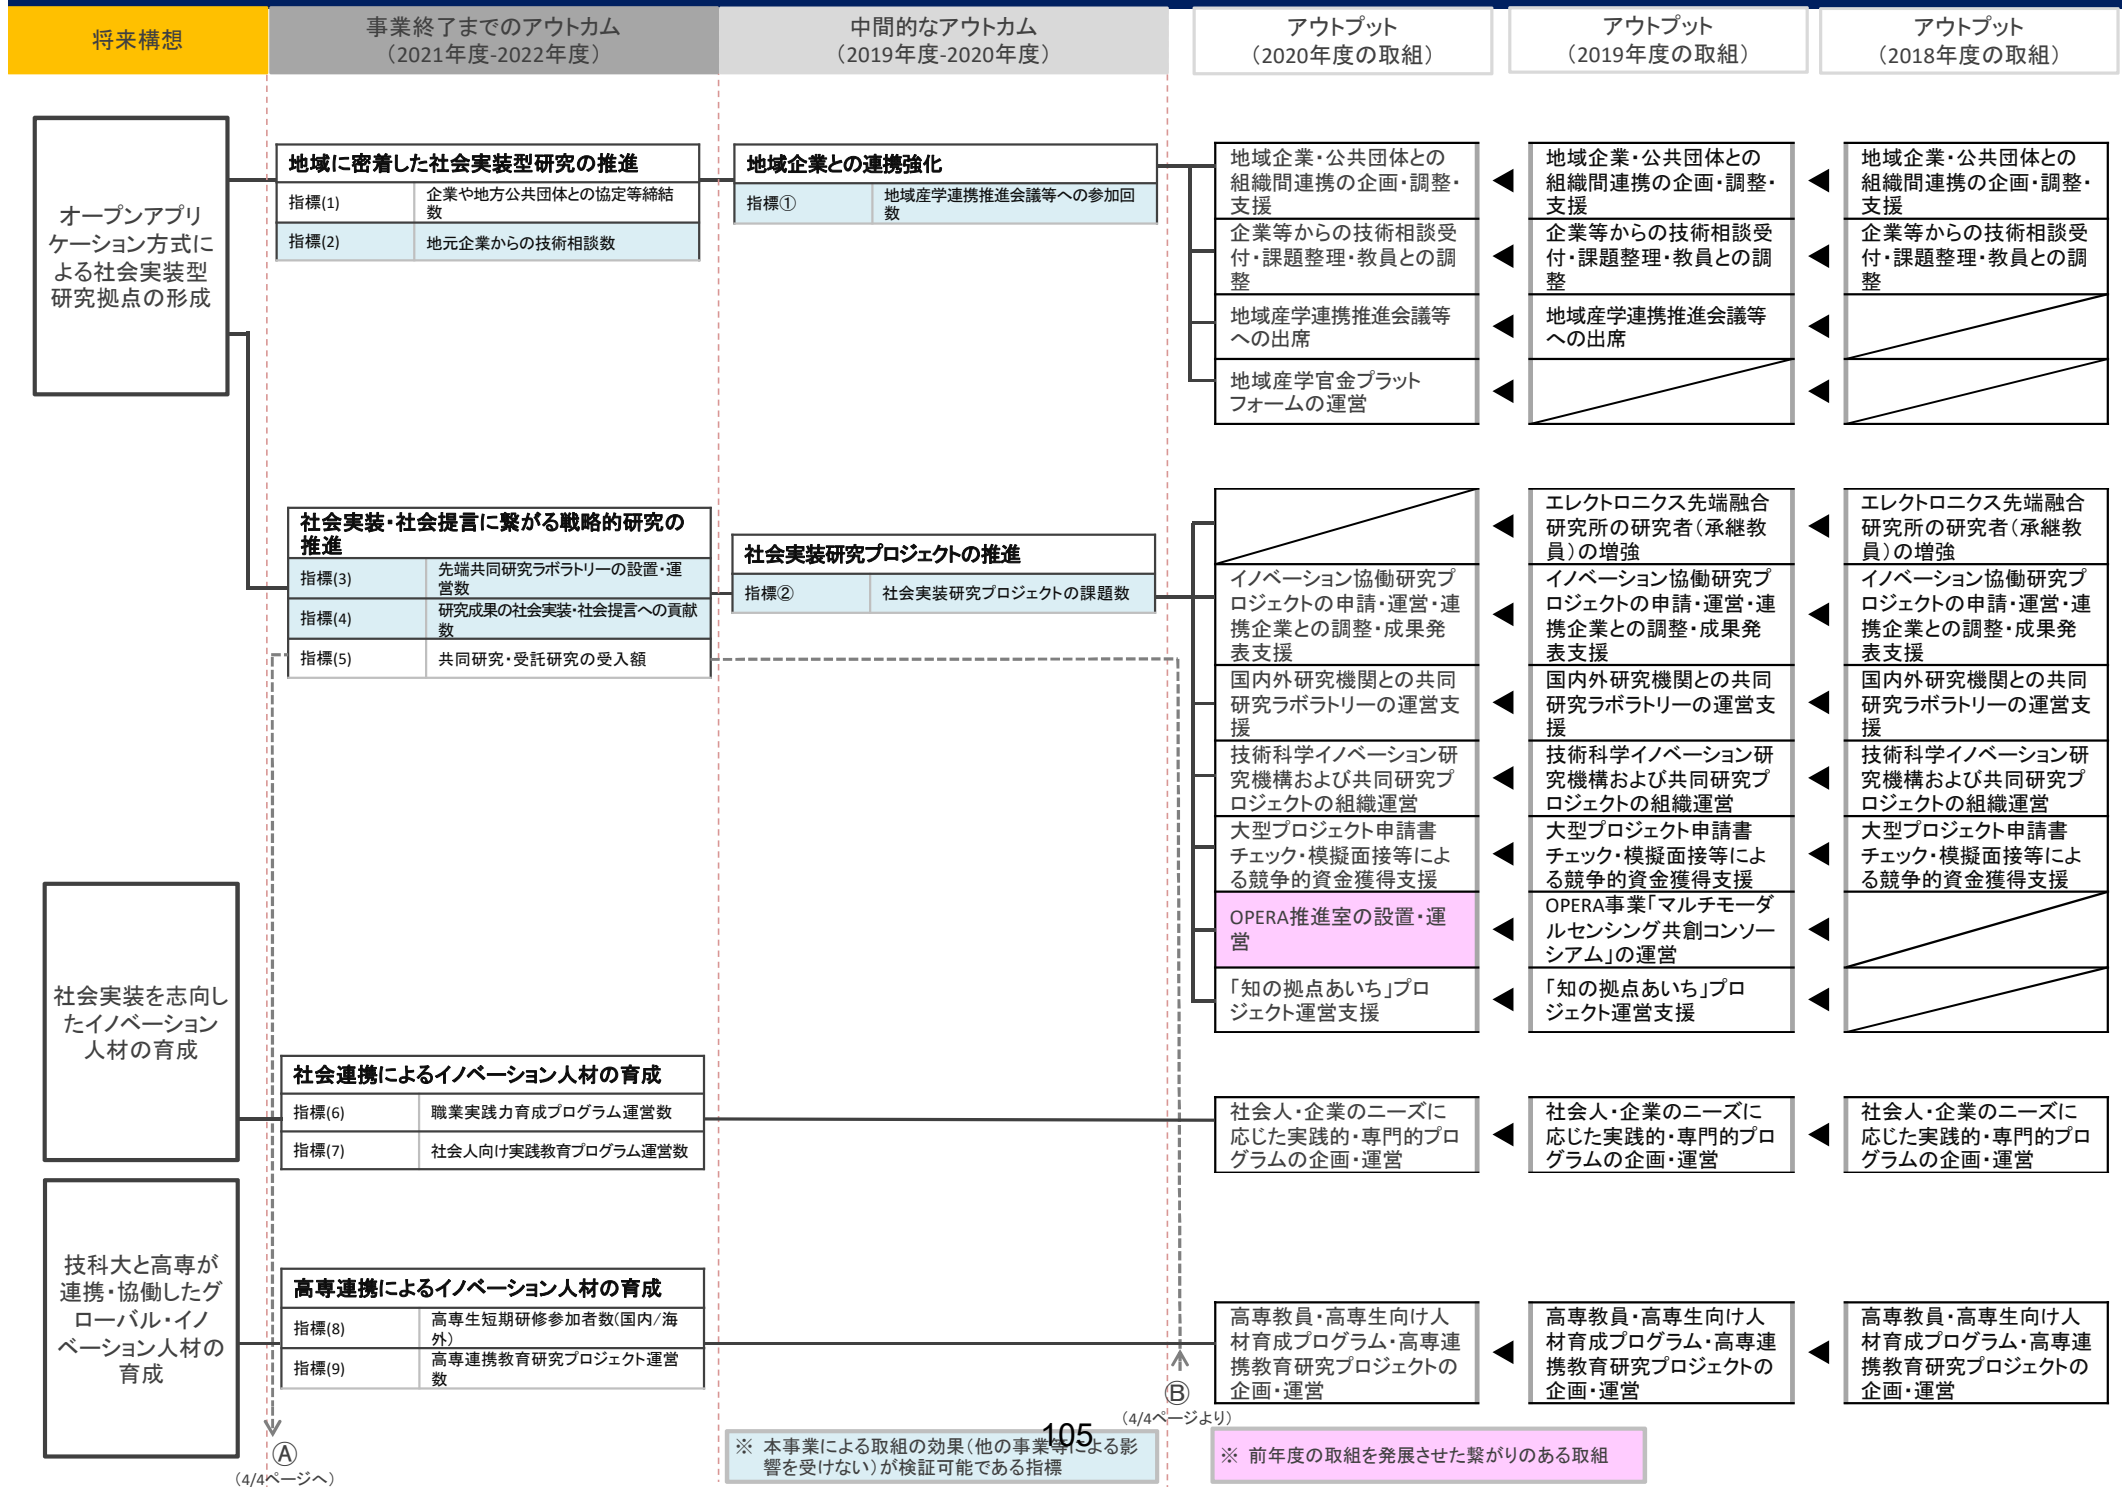 将来構想
事業終了までのアウトカム
（2021年度-2022年度）
中間的なアウトカム
（2019年度-2020年度）
アウトプット
（2020年度の取組）
アウトプット
（2019年度の取組）
アウトプット
（2018年度の取組）
オープンアプリ
ケーション方式に
よる社会実装型
研究拠点の形成
地域に密着した社会実装型研究の推進
指標(1)
企業や地方公共団体との協定等締結
数
指標(2)
地元企業からの技術相談数
地域企業との連携強化
指標①
地域産学連携推進会議等への参加回
数
地域企業・公共団体との
組織間連携の企画・調整・
支援
地域企業・公共団体との
組織間連携の企画・調整・
支援
地域企業・公共団体との
組織間連携の企画・調整・
支援
企業等からの技術相談受
付・課題整理・教員との調
整
企業等からの技術相談受
付・課題整理・教員との調
整
企業等からの技術相談受
付・課題整理・教員との調
整
地域産学連携推進会議等
への出席
地域産学連携推進会議等
への出席
地域産学官金プラット
フォームの運営
社会実装・社会提言に繋がる戦略的研究の
推進
指標(3)
先端共同研究ラボラトリーの設置・運
営数
指標(4)
研究成果の社会実装・社会提言への貢献
数
指標(5)
共同研究・受託研究の受入額
社会実装研究プロジェクトの推進
指標②
社会実装研究プロジェクトの課題数
エレクトロニクス先端融合
研究所の研究者（承継教
員）の増強
エレクトロニクス先端融合
研究所の研究者（承継教
員）の増強
イノベーション協働研究プ
ロジェクトの申請・運営・連
携企業との調整・成果発
表支援
イノベーション協働研究プ
ロジェクトの申請・運営・連
携企業との調整・成果発
表支援
イノベーション協働研究プ
ロジェクトの申請・運営・連
携企業との調整・成果発
表支援
国内外研究機関との共同
研究ラボラトリーの運営支
援
国内外研究機関との共同
研究ラボラトリーの運営支
援
国内外研究機関との共同
研究ラボラトリーの運営支
援
技術科学イノベーション研
究機構および共同研究プ
ロジェクトの組織運営
技術科学イノベーション研
究機構および共同研究プ
ロジェクトの組織運営
技術科学イノベーション研
究機構および共同研究プ
ロジェクトの組織運営
大型プロジェクト申請書
チェック・模擬面接等によ
る競争的資金獲得支援
大型プロジェクト申請書
チェック・模擬面接等によ
る競争的資金獲得支援
大型プロジェクト申請書
チェック・模擬面接等によ
る競争的資金獲得支援
OPERA推進室の設置・運
営
OPERA事業「マルチモーダ
ルセンシング共創コンソー
シアム」の運営
「知の拠点あいち」プロ
ジェクト運営支援
「知の拠点あいち」プロ
ジェクト運営支援
社会実装を志向し
たイノベーション
人材の育成
社会連携によるイノベーション人材の育成
指標(6)
職業実践力育成プログラム運営数
指標(7)
社会人向け実践教育プログラム運営数
社会人・企業のニーズに
応じた実践的・専門的プロ
グラムの企画・運営
社会人・企業のニーズに
応じた実践的・専門的プロ
グラムの企画・運営
社会人・企業のニーズに
応じた実践的・専門的プロ
グラムの企画・運営
技科大と高専が
連携・協働したグ
ローバル・イノ
ベーション人材の
育成
高専連携によるイノベーション人材の育成
指標(8)
高専生短期研修参加者数(国内/海
外)
指標(9)
高専連携教育研究プロジェクト運営
数
高専教員・高専生向け人
材育成プログラム・高専連
携教育研究プロジェクトの
企画・運営
高専教員・高専生向け人
材育成プログラム・高専連
携教育研究プロジェクトの
企画・運営
高専教員・高専生向け人
材育成プログラム・高専連
携教育研究プロジェクトの
企画・運営
Ⓑ
（4/4ページより）
Ⓐ
（4/4ページへ）
105
※ 本事業による取組の効果（他の事業等による影
響を受けない）が検証可能である指標
※ 前年度の取組を発展させた繋がりのある取組